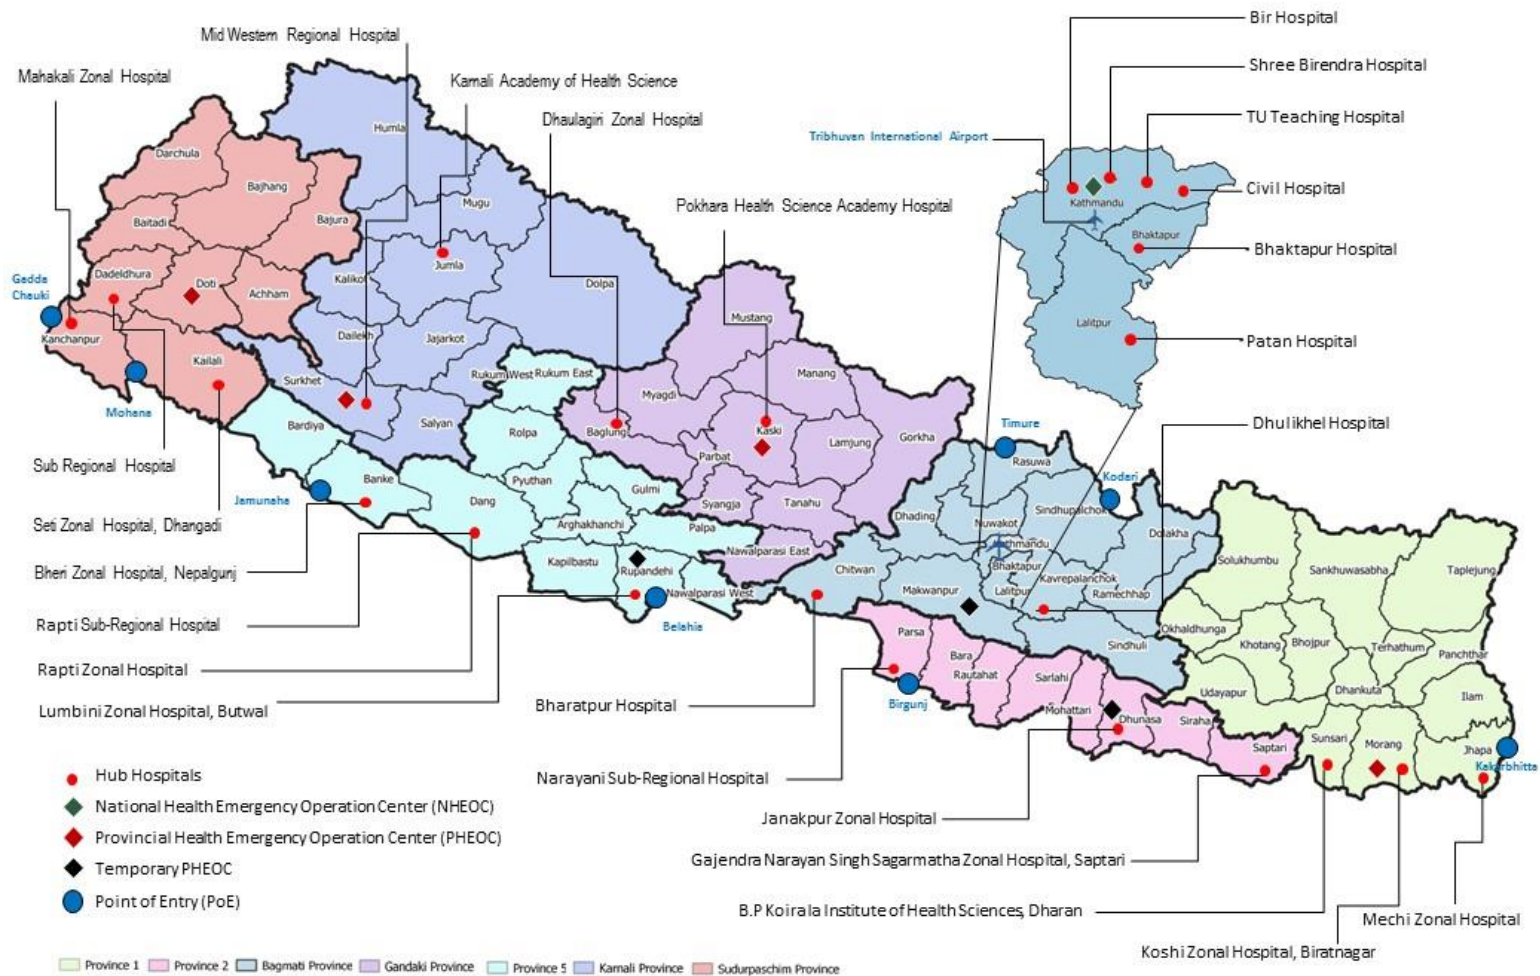 Bir Hospital
Mid Western Regional Hospital
Shree Birendra Hospital
Mahakali Zonal Hospital
Karnali Academy of Health Science
Dhaulagiri Zonal Hospital
TU Teaching Hospital
Tribhuvan International Airport
Civil Hospital
Kathmandu
Pokhara Health Science Academy Hospital
Bhaktapur
Bhaktapur Hospital
Lalitpur
Patan Hospital
Humla
Darchula
Bajhang
Mugu
Baitadi
Bajura
Jumla
Gadda
Chauki
Dadeldhura
Doti
Achham
Kalikot
Dolpa
Mustang
Kanchanpur
Dailekh
Jajarkot
Kailali
Surkhet
Rukum West
Rukum East
Manang
Myagdi
Mohana
Bardiya
Salyan
Rolpa
Baglung
Kaski
Lamjung
Gorkha
Timure
Dhulikhel Hospital
Parbat
Rasuwa
Sub Regional Hospital
Kodari
Banke
Pyuthan
Gulmi
Jamunaha
Dang
Syangja
Tanahu
Sindhupalchok
Seti Zonal Hospital, Dhangadi
Arghakhanchi
Palpa
Dhading
Nuwakot
Dolakha
Kathmandu
Nawalparasi East
Bheri Zonal Hospital, Nepalgunj
Kapilbastu
Rupandehi
Chitwan
Bhaktapur
Kavrepalanchok
Solukhumbu
Sankhuwasabha
Taplejung
Nawalparasi West
Makwanpur
Lalitpur
Ramechhap
Rapti Sub-Regional Hospital
Belahia
Parsa
Okhaldhunga
Sindhuli
Khotang
Bhojpur
Terhathum
Panchthar
Rapti Zonal Hospital
Bara
Rautahat
Sarlahi
Udayapur
Dhankuta
Ilam
Lumbini Zonal Hospital, Butwal
Bharatpur Hospital
Birgunj
Mohattari
Dhunasa
Siraha
Saptari
Sunsari
Morang
Jhapa
Kakarbhitta
Hub Hospitals
Narayani Sub-Regional Hospital
National Health Emergency Operation Center (NHEOC)
Janakpur Zonal Hospital
Provincial Health Emergency Operation Center (PHEOC)
Gajendra Narayan Singh Sagarmatha Zonal Hospital, Saptari
Temporary PHEOC
Point of Entry (PoE)
B.P Koirala Institute of Health Sciences, Dharan
Mechi Zonal Hospital
Koshi Zonal Hospital, Biratnagar
Province 1
Province 2
Bagmati Province
Gandaki Province
Province 5
Karnali Province
Sudurpaschim Province